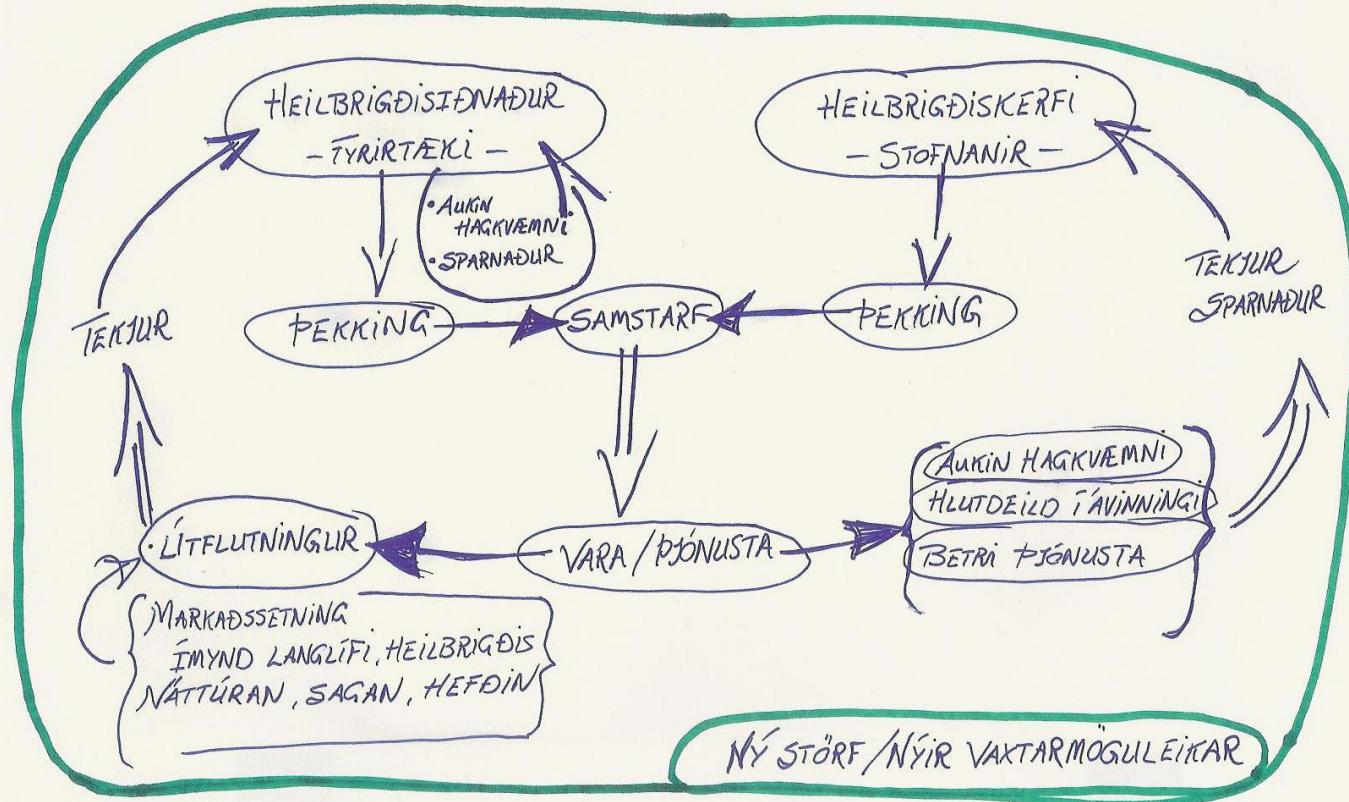 HEILBRIGÐISIÐNAÐUR
- FYRIRTÆKI -
HEILBRIGÐISKERFI
- STOFNANIR -
• AUKIN
HAGKVÆMNI
• SPARNAÐUR
TEKJUR
ÞEKKING
SAMSTARF
ÞEKKING
TEKJUR
SPARNAÐUR
• ÚTFLUTNINGUR
VARA / ÞJÓNUSTA
AUKIN HAGKVÆMNI
HLUTDEILD Í ÁVINNINGI
BETRI ÞJÓNUSTA
MARKAÐSSETNING
ÍMYND LANGLÍFI, HEILBRIGÐIS
NÁTTÚRAN, SAGAN, HEFÐIN
NÝ STÖRF / NÝIR VAXTARMÖGULEIKAR